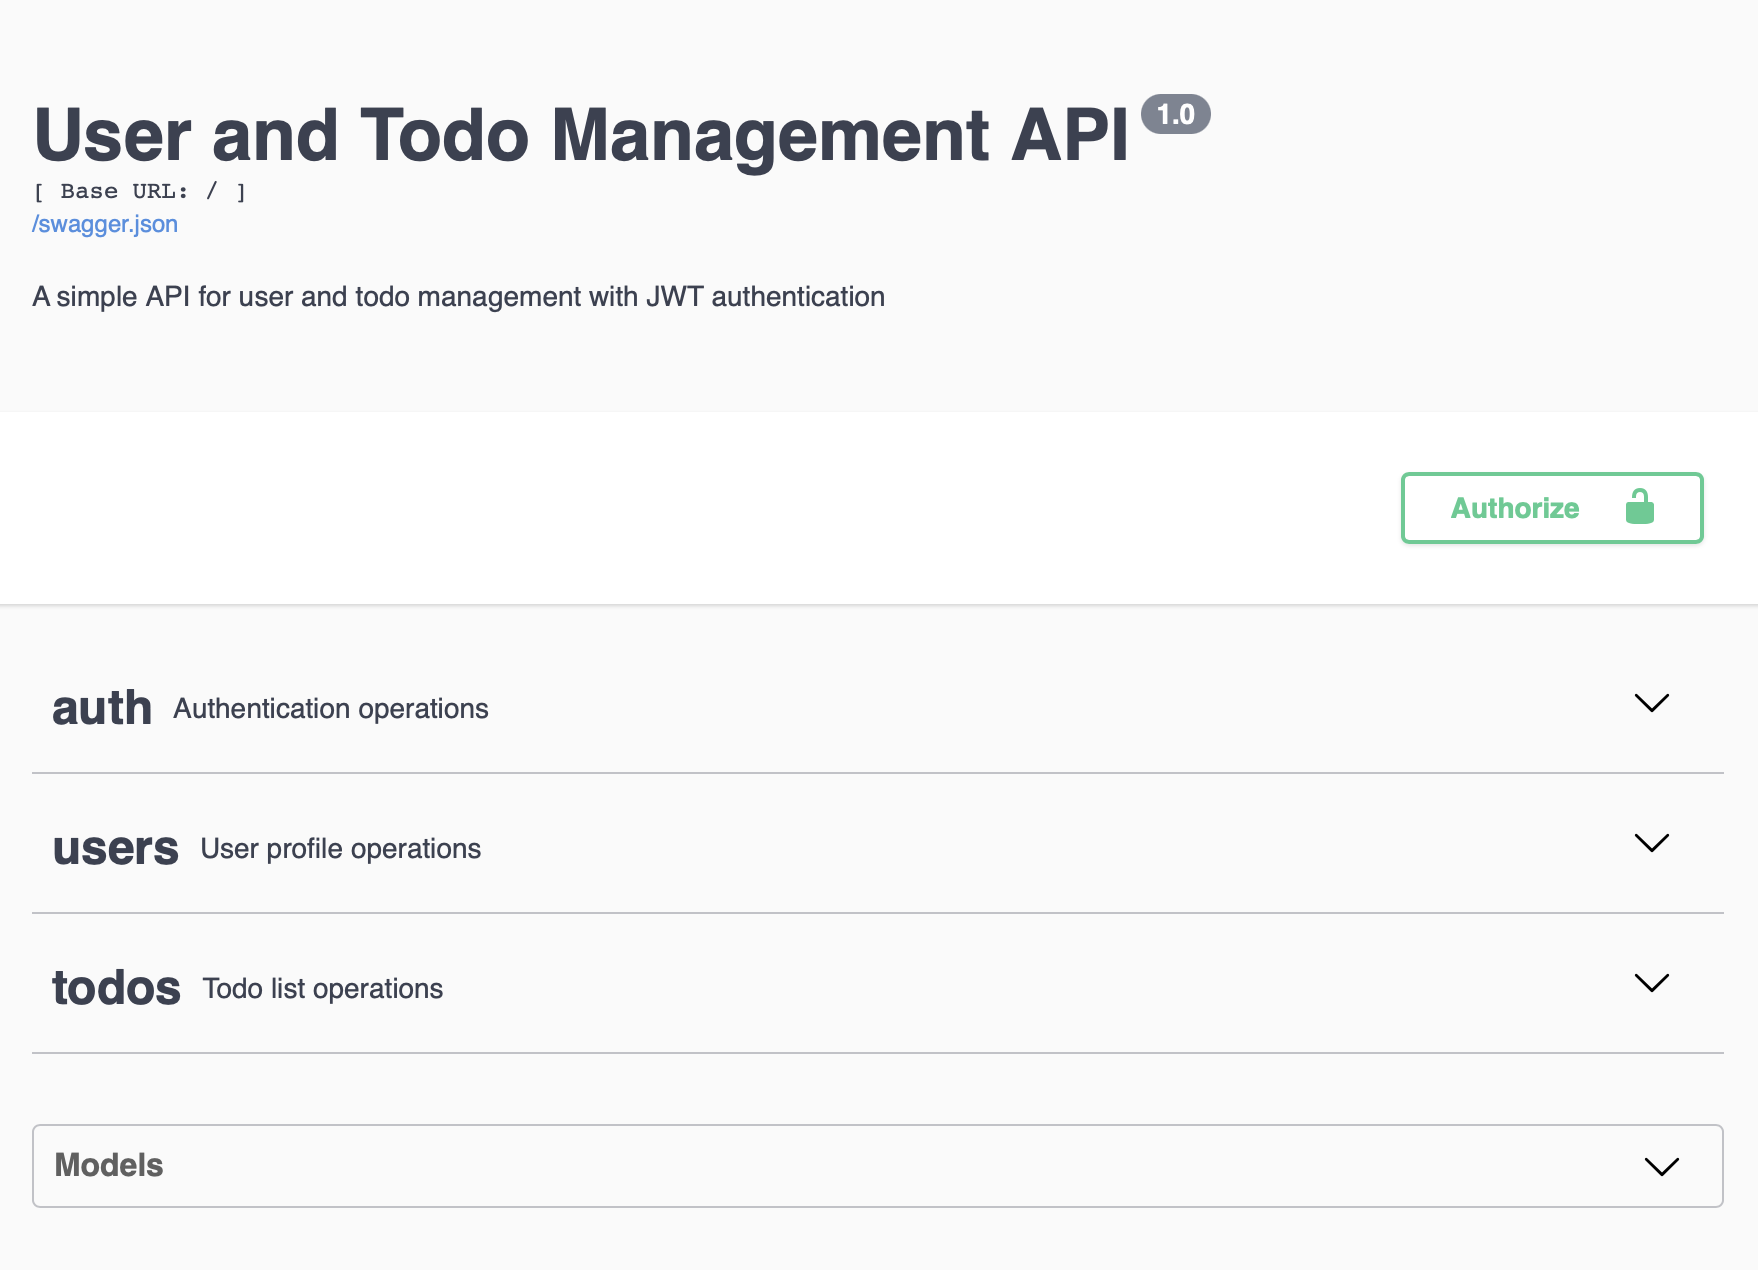 User and Todo Management API 1.0
[ Base URL: / ]
/swagger.json
A simple API for user and todo management with JWT authentication
Authorize
auth Authentication operations
users User profile operations
todos Todo list operations
Models